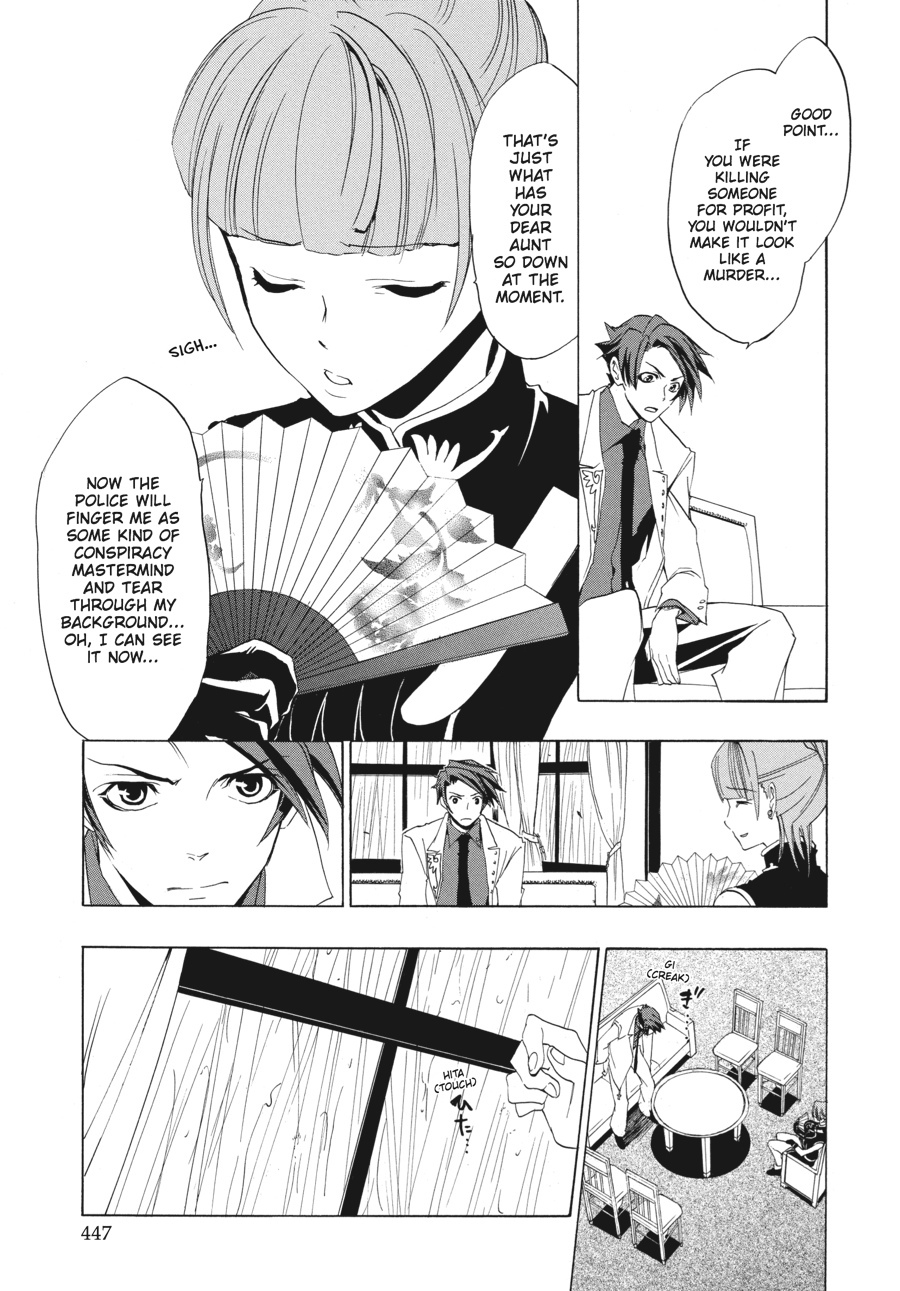 GOOD
POINT...
IF
YOU WERE
KILLING
SOMEONE
FOR PROFIT,
YOU WOULDN'T
MAKE IT LOOK
LIKE A
MURDER...
THAT'S
JUST
WHAT
HAS
YOUR
DEAR
AUNT
SO DOWN
AT THE
MOMENT.
SIGH...
NOW THE
POLICE WILL
FINGER ME AS
SOME KIND OF
CONSPIRACY
MASTERMIND
AND TEAR
THROUGH MY
BACKGROUND...
OH, I CAN SEE
IT NOW...
GI
(CREAK)
ぎ!!
HITA
(TOUCH)
ひた…
447